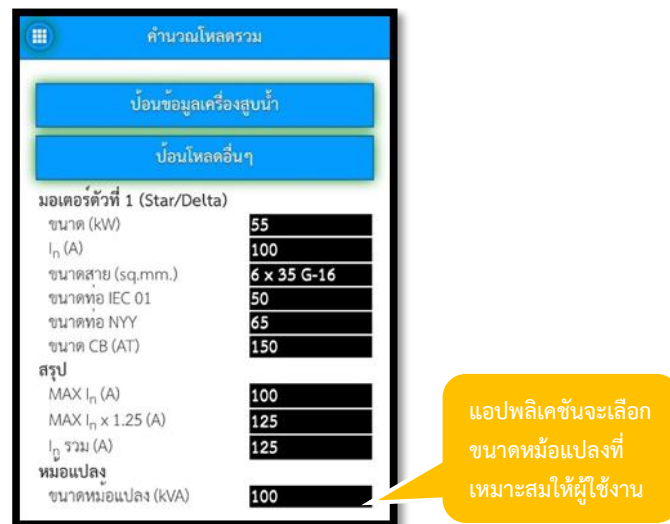 คำนวณโหลดรวม
ป้อนข้อมูลเครื่องสูบน้ำ
ป้อนโหลดอื่นๆ
มอเตอร์ตัวที่ 1 (Star/Delta)
ขนาด (kW) 55
In (A) 100
ขนาดสาย (sq.mm.) 6 x 35 G-16
ขนาดท่อ IEC 01 50
ขนาดท่อ NYY 65
ขนาด CB (AT) 150
สรุป
MAX In (A) 100
MAX In x 1.25 (A) 125
In รวม (A) 125
หม้อแปลง
ขนาดหม้อแปลง (kVA) 100
แอปพลิเคชันจะเลือก
ขนาดหม้อแปลงที่
เหมาะสมให้ผู้ใช้งาน